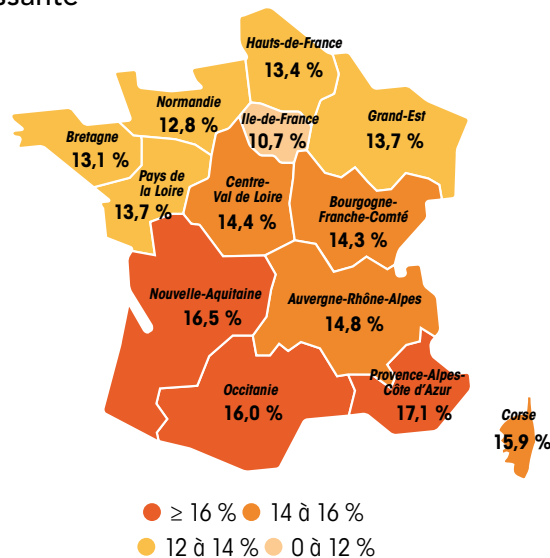 Hauts-de-France
13,4 %
Normandie
12,8 %
Ile-de-France
10,7 %
Grand-Est
13,7 %
Bretagne
13,1 %
Pays de
la Loire
13,7 %
Centre-
Val de Loire
14,4 %
Bourgogne-
Franche-Comté
14,3 %
Nouvelle-Aquitaine
16,5 %
Auvergne-Rhône-Alpes
14,8 %
Occitanie
16,0 %
Provence-Alpes-
Côte d'Azur
17,1 %
Corse
15,9 %
≥ 16 % 14 à 16 %
12 à 14 % 0 à 12 %